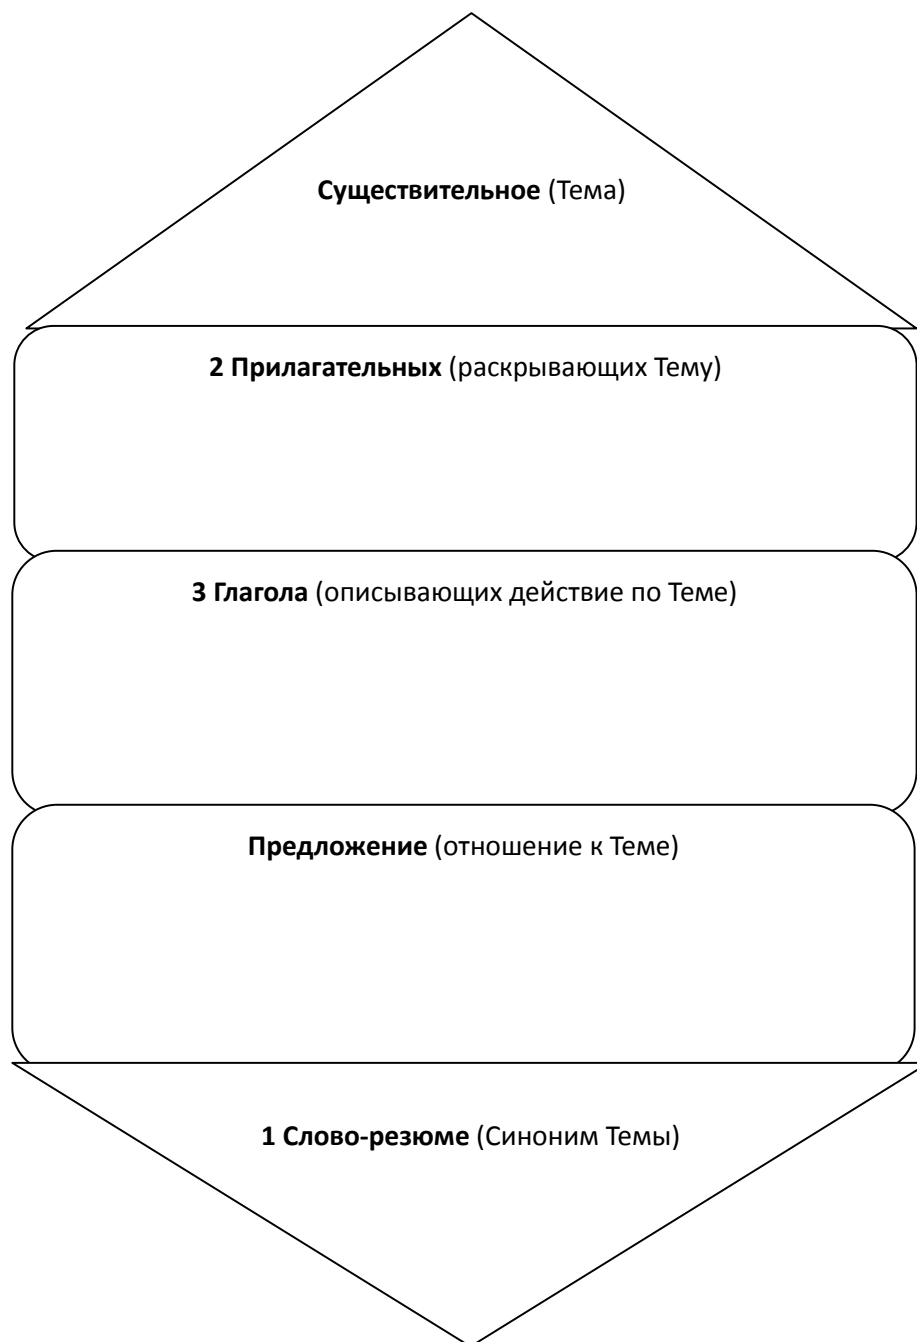 Существительное (Тема)
2 Прилагательных (раскрывающих Тему)
3 Глагола (описывающих действие по Теме)
Предложение (отношение к Теме)
1 Слово-резюме (Синоним Темы)